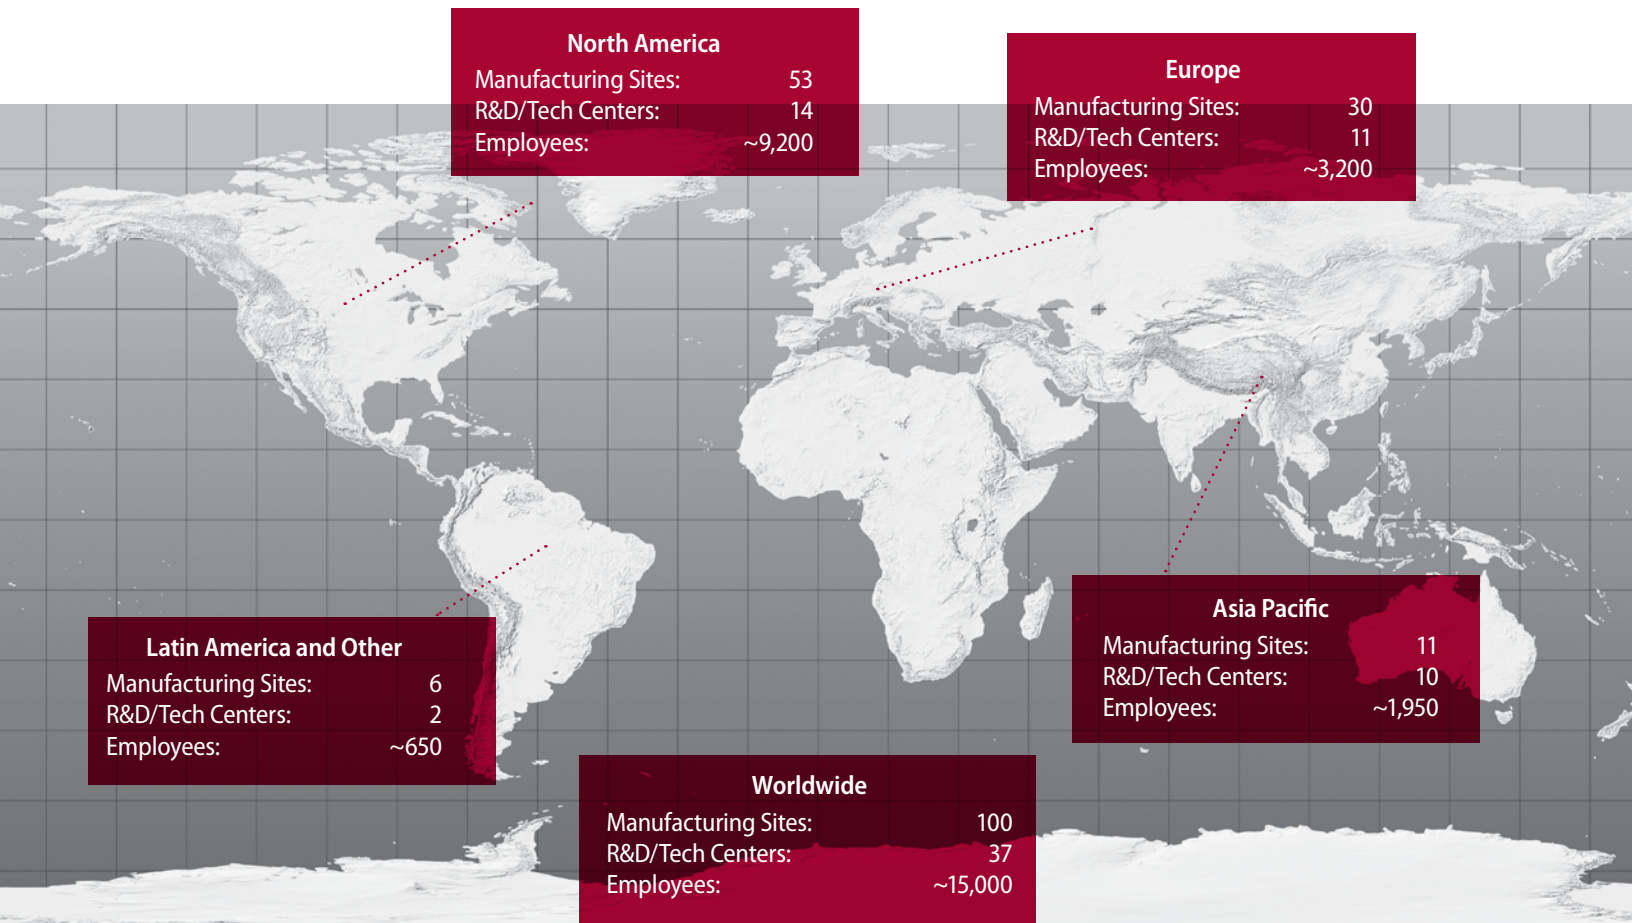 North America
Manufacturing Sites: 53
R&D/Tech Centers: 14
Employees: ~9,200
Europe
Manufacturing Sites: 30
R&D/Tech Centers: 11
Employees: ~3,200
Asia Pacific
Manufacturing Sites: 11
R&D/Tech Centers: 10
Employees: ~1,950
Latin America and Other
Manufacturing Sites: 6
R&D/Tech Centers: 2
Employees: ~650
Worldwide
Manufacturing Sites: 100
R&D/Tech Centers: 37
Employees: ~15,000